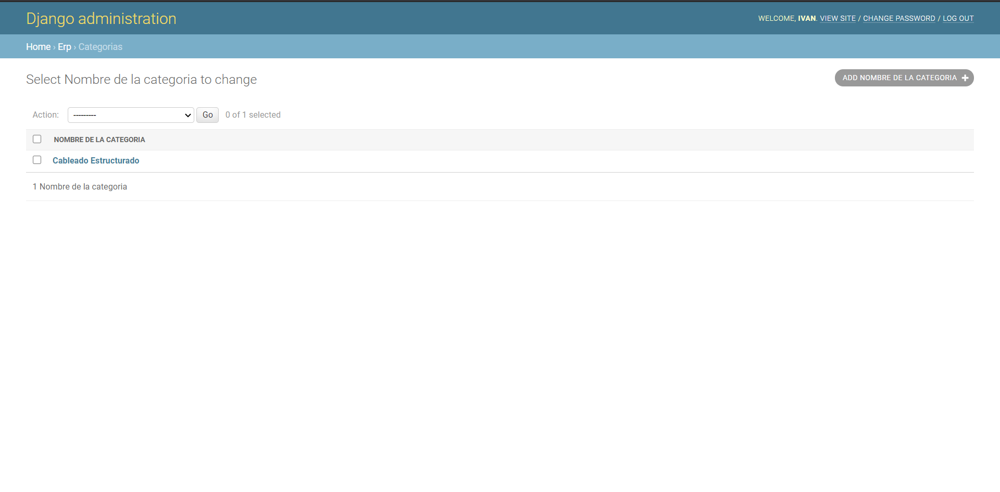 Django administration
WELCOME, IVAN. VIEW SITE / CHANGE PASSWORD / LOG OUT
Home › Erp › Categorias
Select Nombre de la categoria to change
ADD NOMBRE DE LA CATEGORIA
Action: --------- Go 0 of 1 selected
NOMBRE DE LA CATEGORIA
Cableado Estructurado
1 Nombre de la categoria